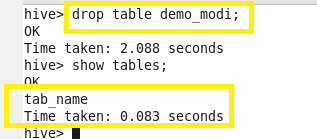 hive> drop table demo_modi;
OK
Time taken: 2.088 seconds
hive> show tables;
OK
tab_name
Time taken: 0.083 seconds
hive>